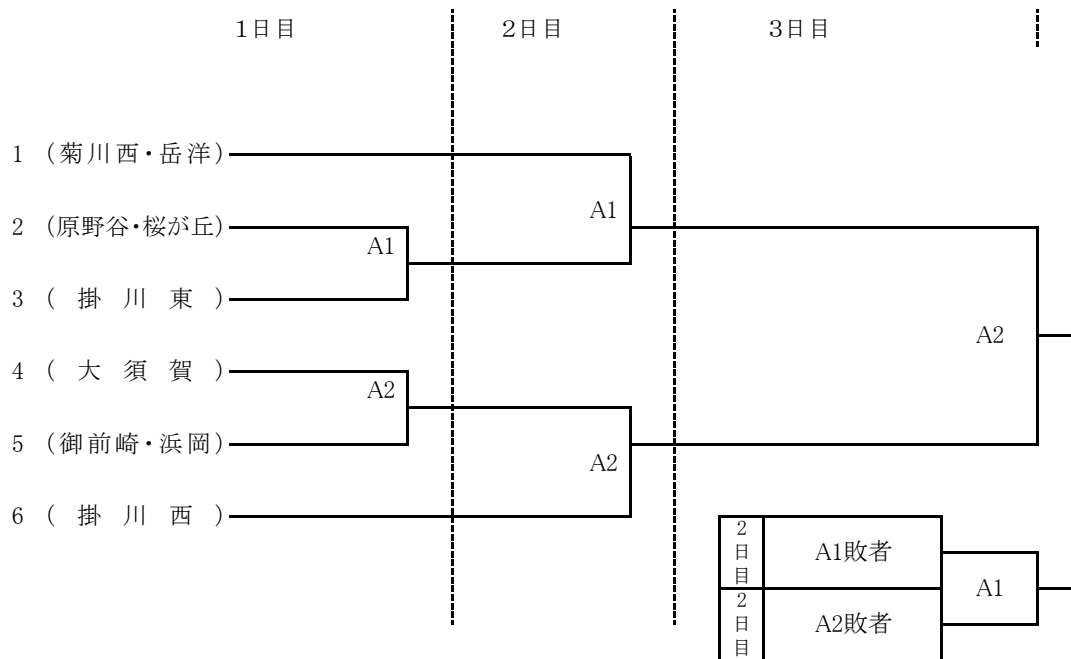 1日目 2日目 3日目
1 (菊川西・岳洋)
A1
2 (原野谷・桜が丘)
A1
3 (掛川東)
A2
4 (大須賀)
A2
5 (御前崎・浜岡)
A2
6 (掛川西)
2日目 A1敗者
A1
2日目 A2敗者